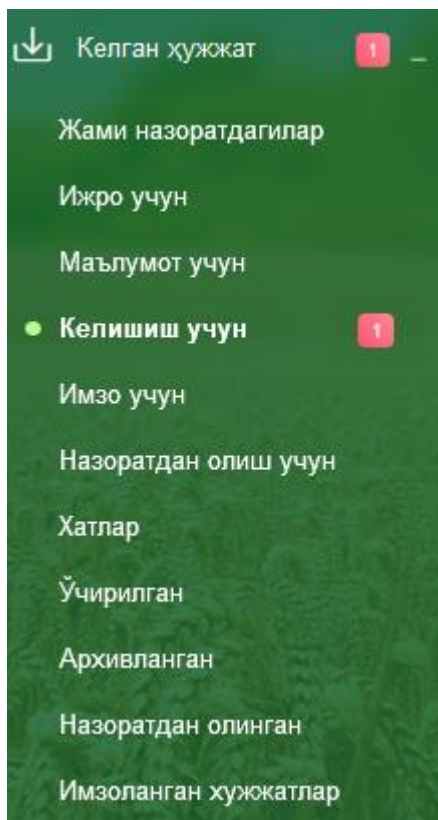 Келган ҳужжат 1 _
Жами назоратдагилар
Ижро учун
Маълумот учун
Келишиш учун 1
Имзо учун
Назоратдан олиш учун
Хатлар
Ўчирилган
Архивланган
Назоратдан олинган
Имзоланган хужжатлар